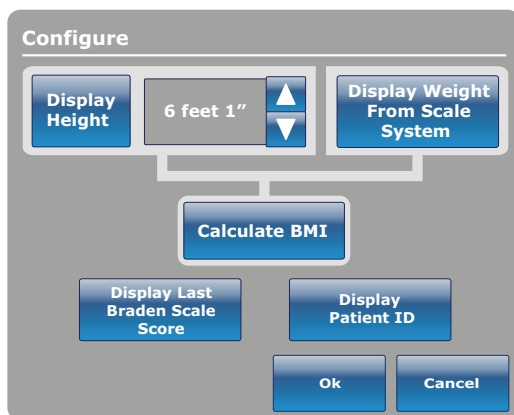 Configure
Display
Height
6 feet 1”
Display Weight
From Scale
System
Calculate BMI
Display Last
Braden Scale
Score
Display
Patient ID
Ok
Cancel